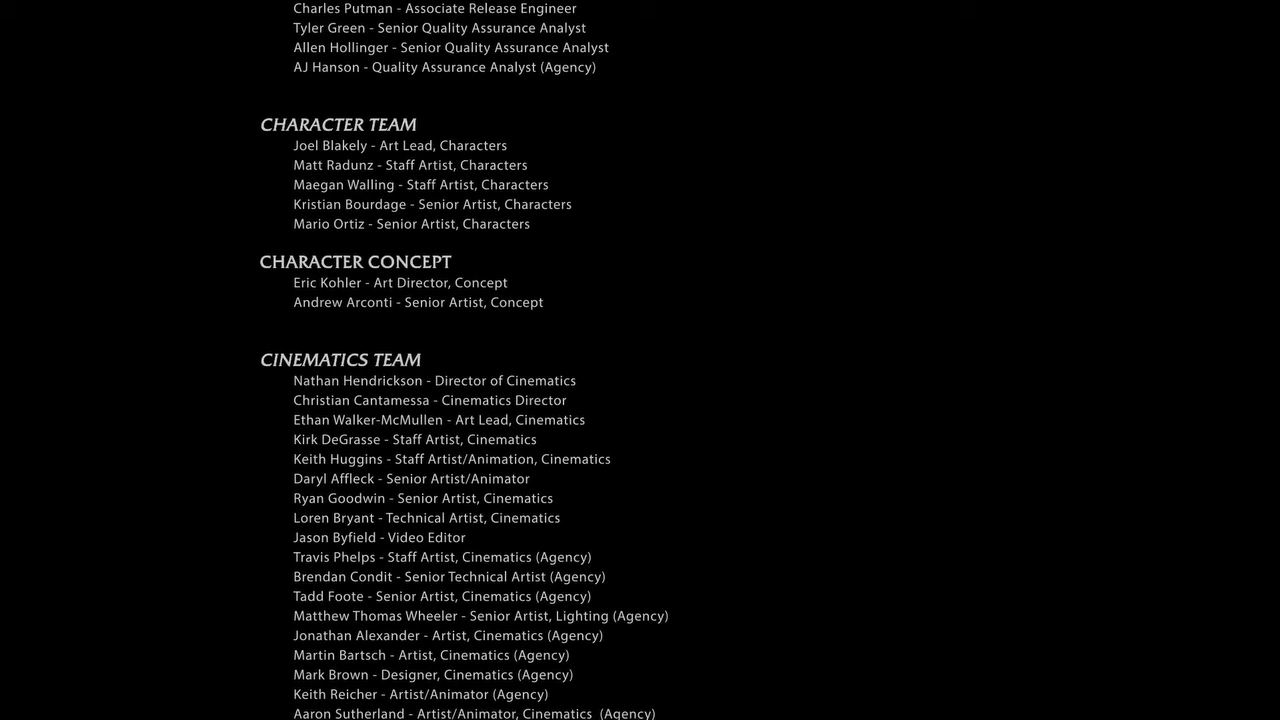 Charles Putman - Associate Release Engineer
Tyler Green - Senior Quality Assurance Analyst
Allen Hollinger - Senior Quality Assurance Analyst
AJ Hanson - Quality Assurance Analyst (Agency)
CHARACTER TEAM
Joel Blakely - Art Lead, Characters
Matt Radunz - Staff Artist, Characters
Maegan Walling - Staff Artist, Characters
Kristian Bourdage - Senior Artist, Characters
Mario Ortiz - Senior Artist, Characters
CHARACTER CONCEPT
Eric Kohler - Art Director, Concept
Andrew Arconti - Senior Artist, Concept
CINEMATICS TEAM
Nathan Hendrickson - Director of Cinematics
Christian Cantamessa - Cinematics Director
Ethan Walker-McMullen - Art Lead, Cinematics
Kirk DeGrasse - Staff Artist, Cinematics
Keith Huggins - Staff Artist/Animation, Cinematics
Daryl Affleck - Senior Artist/Animator
Ryan Goodwin - Senior Artist, Cinematics
Loren Bryant - Technical Artist, Cinematics
Jason Byfield - Video Editor
Travis Phelps - Staff Artist, Cinematics (Agency)
Brendan Condit - Senior Technical Artist (Agency)
Tadd Foote - Senior Artist, Cinematics (Agency)
Matthew Thomas Wheeler - Senior Artist, Lighting (Agency)
Jonathan Alexander - Artist, Cinematics (Agency)
Martin Bartsch - Artist, Cinematics (Agency)
Mark Brown - Designer, Cinematics (Agency)
Keith Reicher - Artist/Animator (Agency)
Aaron Sutherland - Artist/Animator, Cinematics  (Agency)